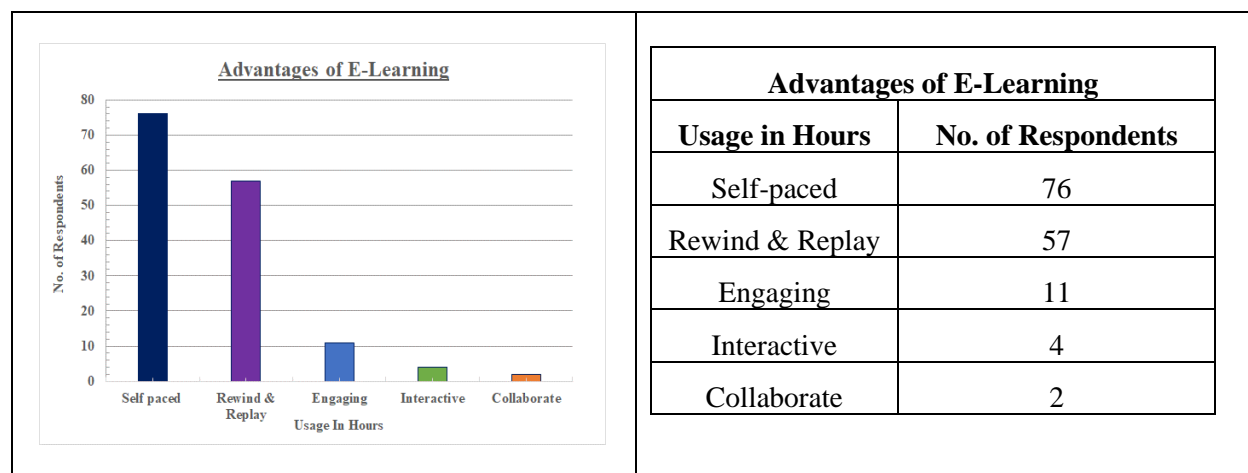 Advantages of E-Learning
80
70
60
50
40
30
20
10
0
No. of Respondents
Self paced
Rewind &
Replay
Engaging
Interactive
Collaborate
Usage In Hours
Advantages of E-Learning
Usage in Hours No. of Respondents
Self-paced 76
Rewind & Replay 57
Engaging 11
Interactive 4
Collaborate 2